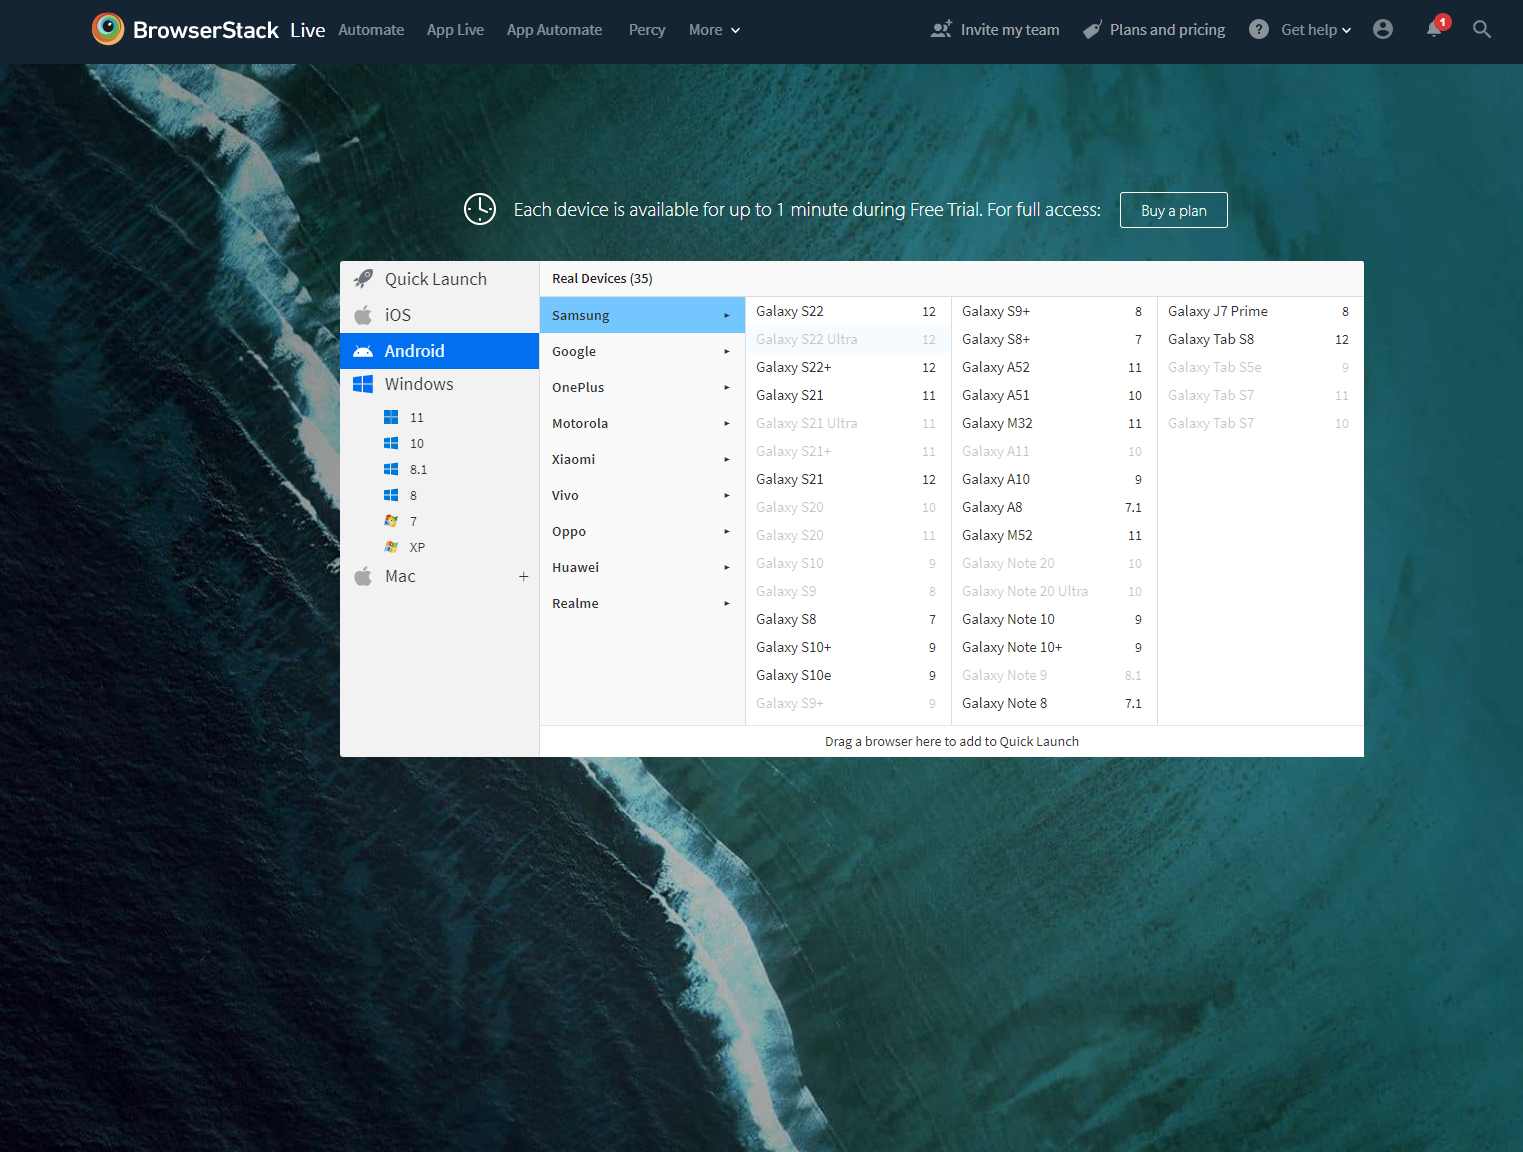 BrowserStack Live Automate App Live App Automate Percy More Invite my team Plans and pricing ? Get help 1
Each device is available for up to 1 minute during Free Trial. For full access: Buy a plan
Quick Launch
iOS
Android
Windows
11
10
8.1
8
7
XP
Mac +
Real Devices (35)
Samsung
Google
OnePlus
Motorola
Xiaomi
Vivo
Oppo
Huawei
Realme
Galaxy S22 12
Galaxy S22 Ultra 12
Galaxy S22+ 12
Galaxy S21 11
Galaxy S21 Ultra 11
Galaxy S21+ 11
Galaxy S21 12
Galaxy S20 10
Galaxy S20 11
Galaxy S10 9
Galaxy S9 8
Galaxy S8 7
Galaxy S10+ 9
Galaxy S10e 9
Galaxy S9+ 9
Galaxy S9+ 8
Galaxy S8+ 7
Galaxy A52 11
Galaxy A51 10
Galaxy M32 11
Galaxy A11 10
Galaxy A10 9
Galaxy A8 7.1
Galaxy M52 11
Galaxy Note 20 10
Galaxy Note 20 Ultra 10
Galaxy Note 10 9
Galaxy Note 10+ 9
Galaxy Note 9 8.1
Galaxy Note 8 7.1
Galaxy J7 Prime 8
Galaxy Tab S8 12
Galaxy Tab S5e 9
Galaxy Tab S7 11
Galaxy Tab S7 10
Drag a browser here to add to Quick Launch